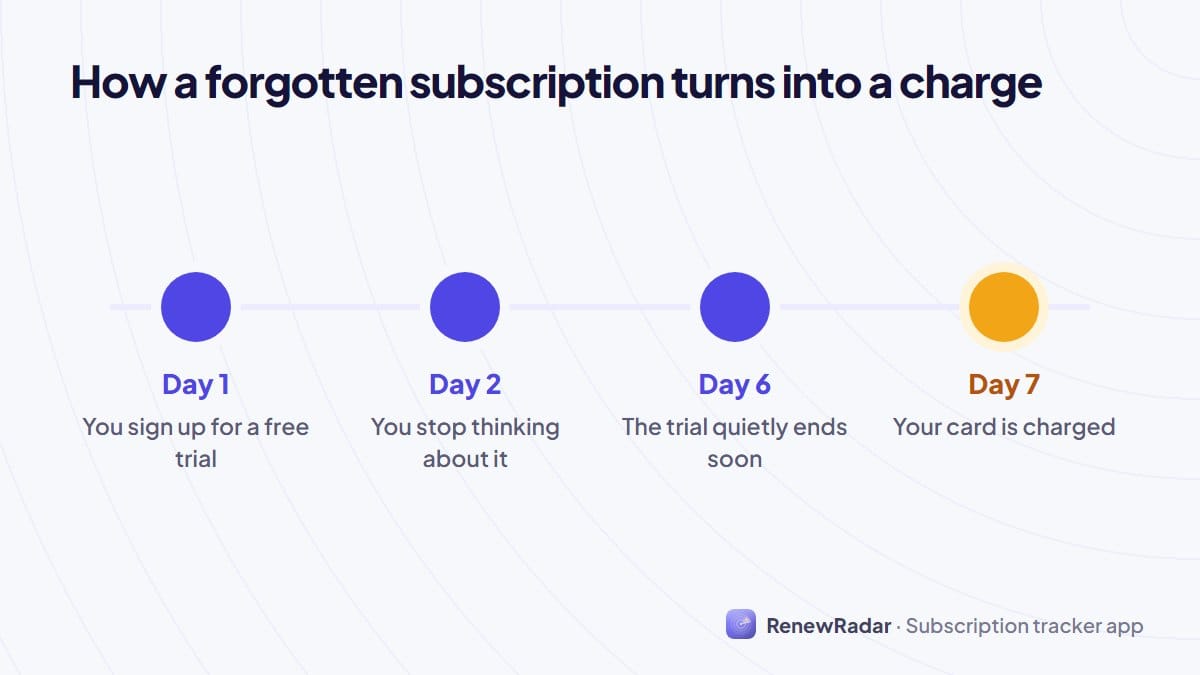 How a forgotten subscription turns into a charge
Day 1
You sign up for a free
trial
Day 2
You stop thinking
about it
Day 6
The trial quietly ends
soon
Day 7
Your card is charged
RenewRadar · Subscription tracker app